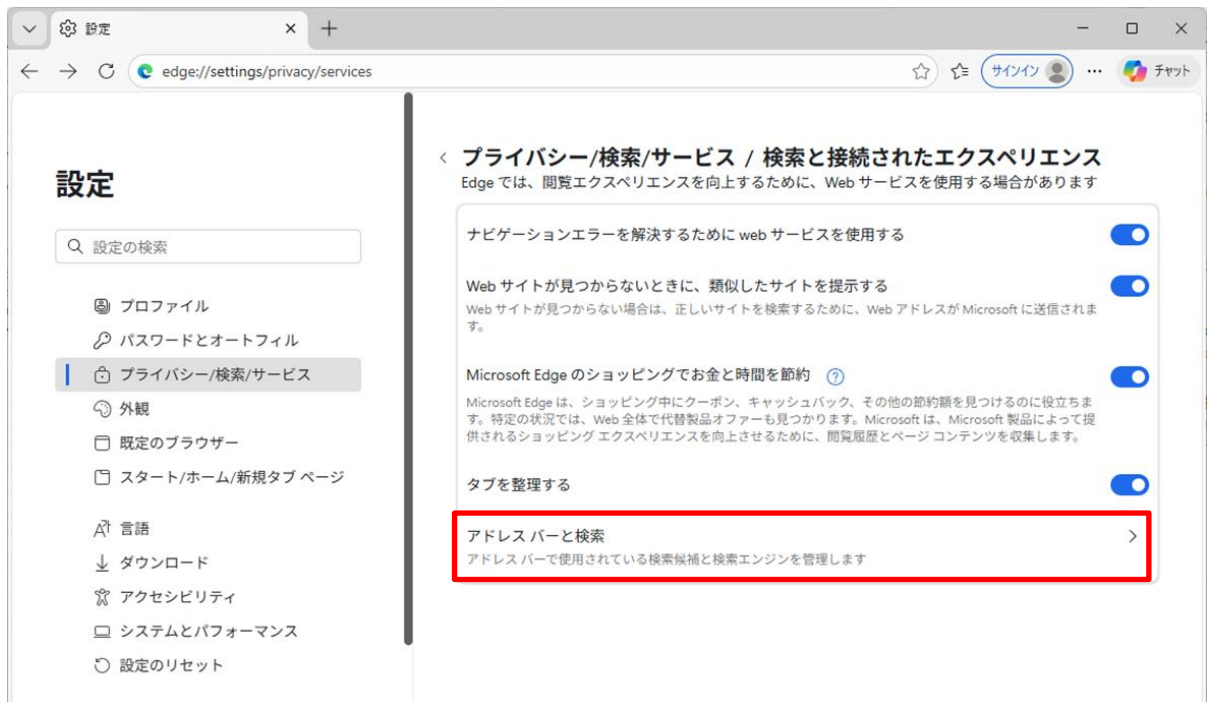 設定
edge://settings/privacy/services
サインイン
チャット
設定
設定の検索
プロファイル
パスワードとオートフィル
プライバシー/検索/サービス
外観
既定のブラウザー
スタート/ホーム/新規タブ ページ
言語
ダウンロード
アクセシビリティ
システムとパフォーマンス
設定のリセット
プライバシー/検索/サービス / 検索と接続されたエクスペリエンス
Edge では、閲覧エクスペリエンスを向上するために、Web サービスを使用する場合があります
ナビゲーションエラーを解決するために web サービスを使用する
Web サイトが見つからないときに、類似したサイトを提示する
Web サイトが見つからない場合は、正しいサイトを検索するために、Web アドレスが Microsoft に送信されま
す。
Microsoft Edge のショッピングでお金と時間を節約
Microsoft Edge は、ショッピング中にクーポン、キャッシュバック、その他の節約額を見つけるのに役立ちま
す。特定の状況では、Web 全体で代替製品オファーも見つかります。Microsoft は、Microsoft 製品によって提
供されるショッピング エクスペリエンスを向上させるために、閲覧履歴とページ コンテンツを収集します。
タブを整理する
アドレス バーと検索
アドレス バーで使用されている検索候補と検索エンジンを管理します